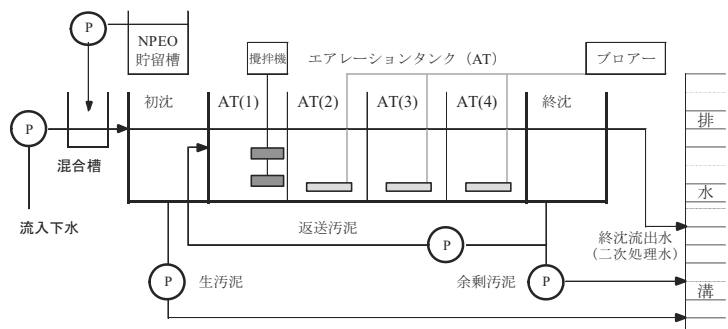 P
NPEO
貯留槽
攪拌機
エアレーションタンク（AT）
ブロアー
初沈
AT(1)
AT(2)
AT(3)
AT(4)
終沈
P
混合槽
流入下水
返送汚泥
P
終沈流出水
（二次処理水）
P
生汚泥
余剰汚泥
P
排
水
溝